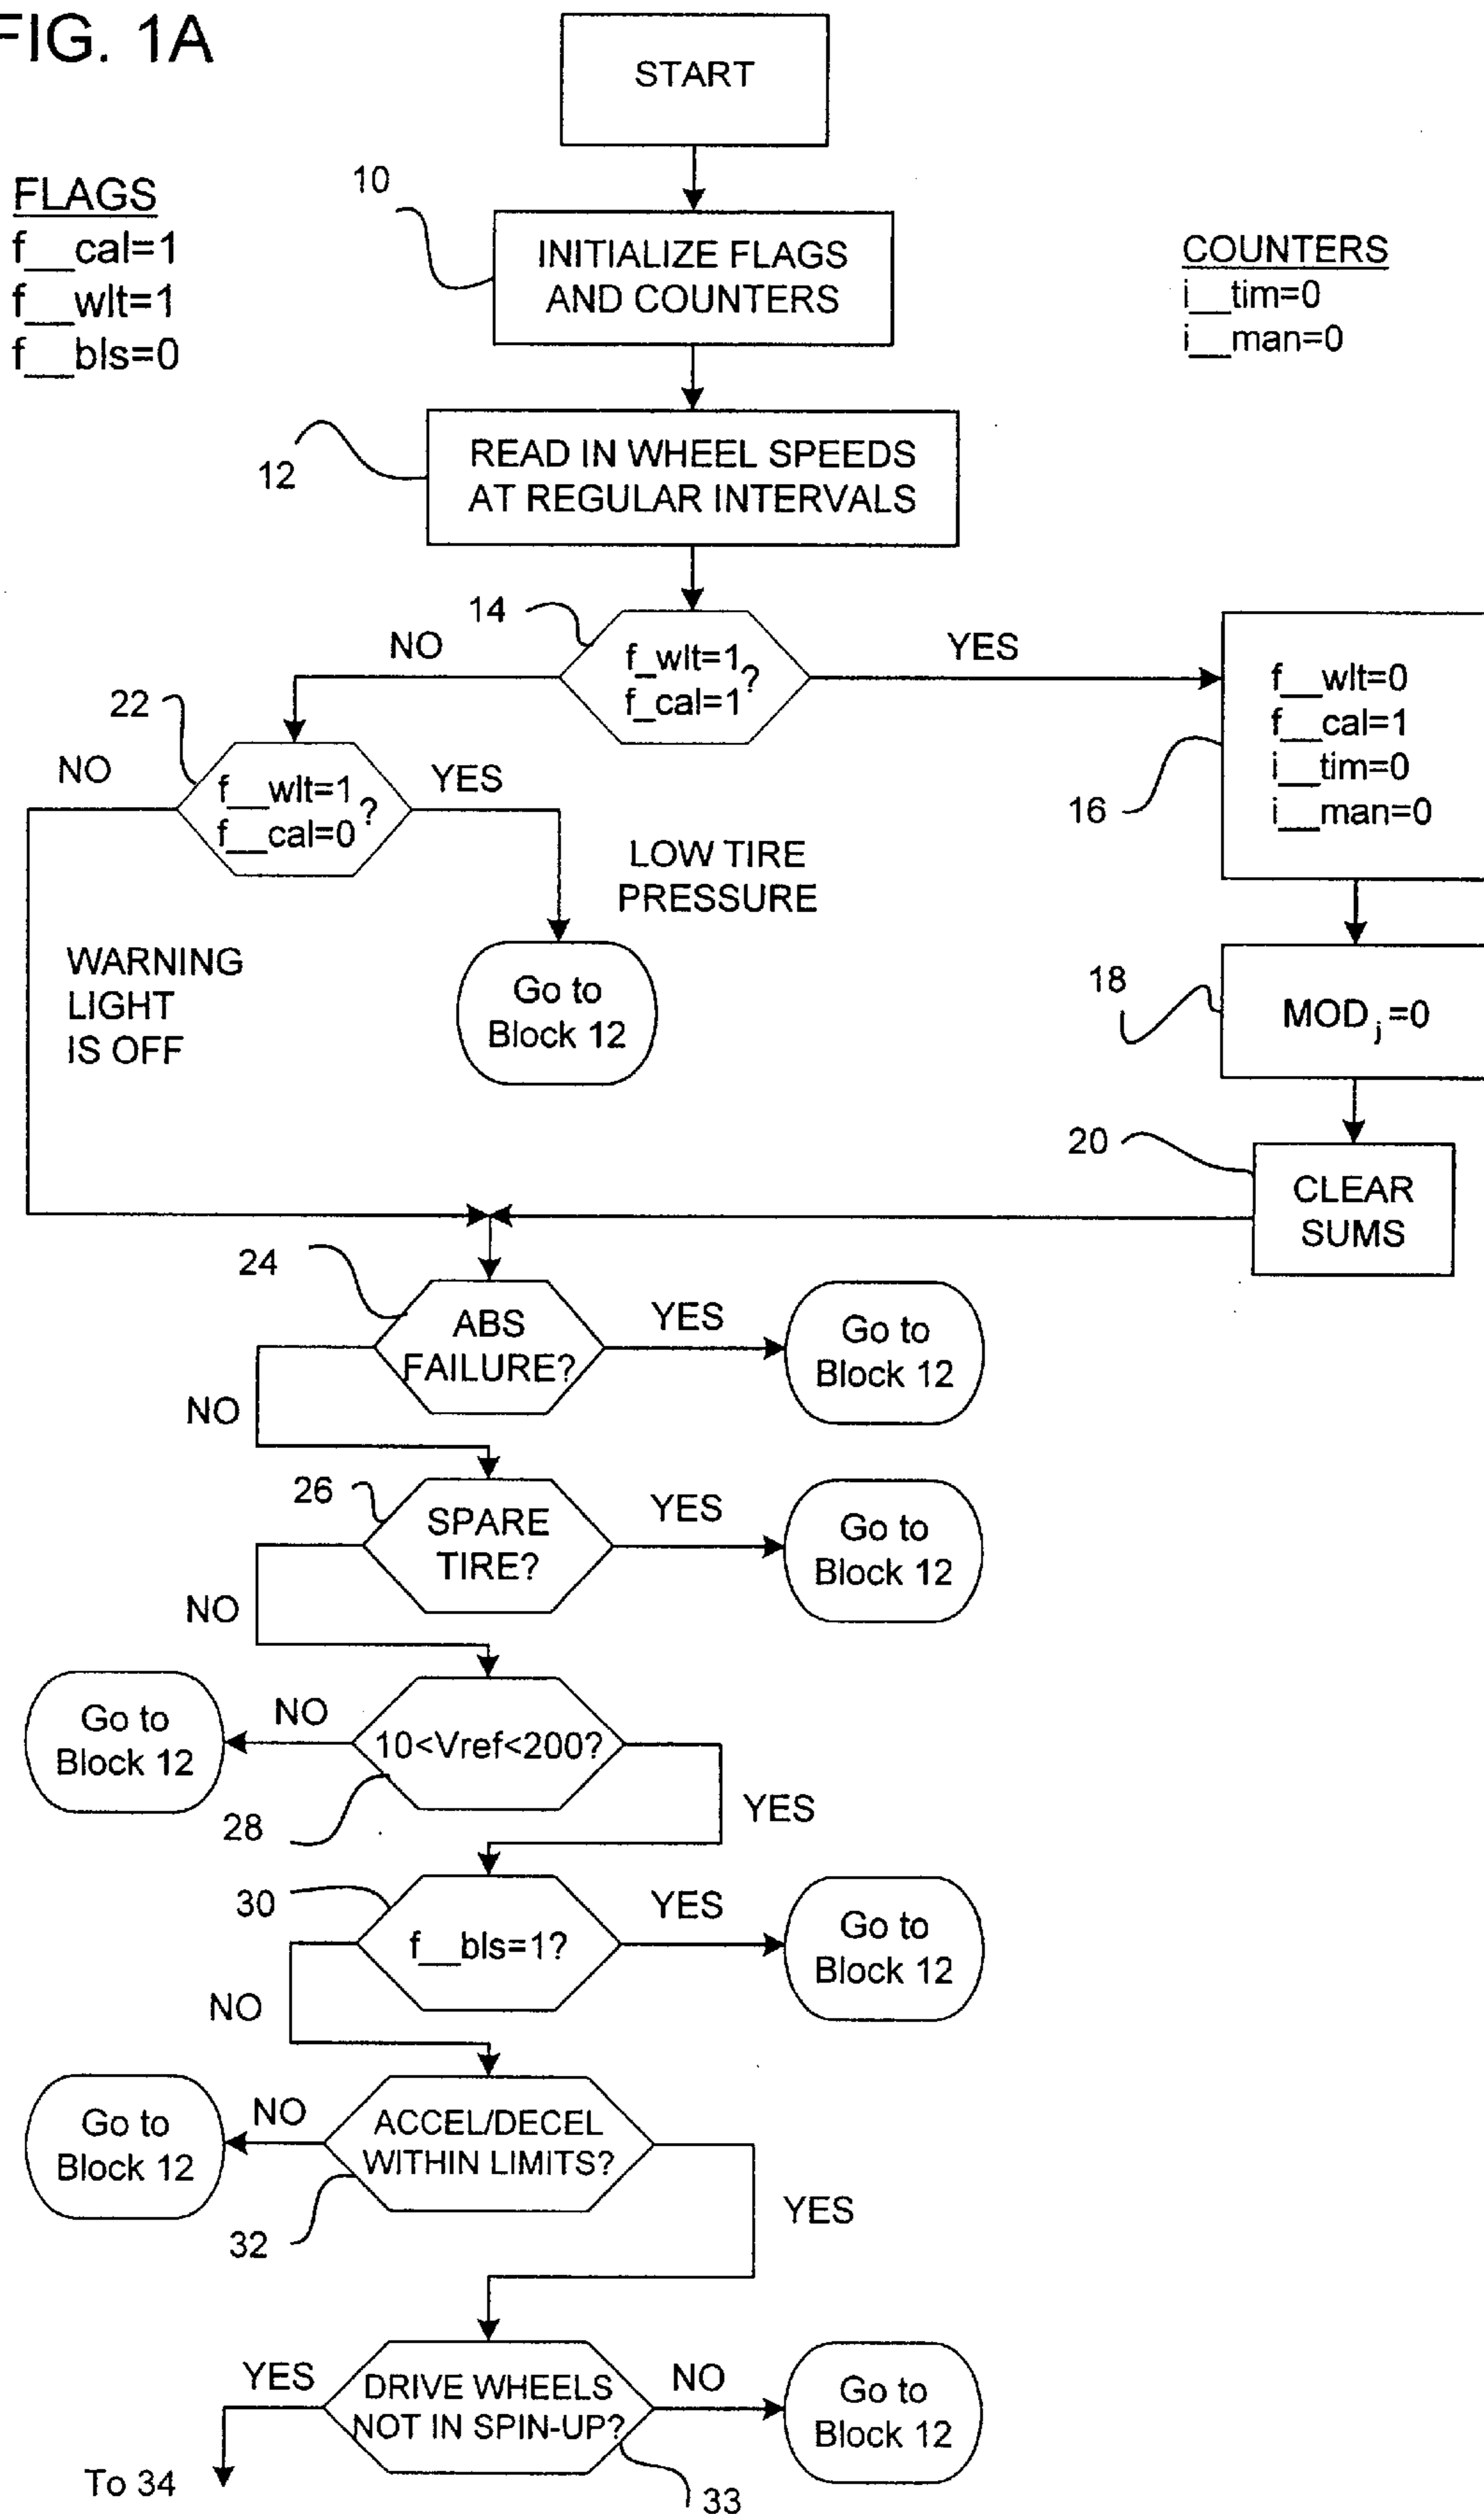 FIG. 1A
START
FLAGS
f__cal=1
f__wlt=1
f__bls=0
10
INITIALIZE FLAGS
AND COUNTERS
COUNTERS
i__tim=0
i__man=0
12
READ IN WHEEL SPEEDS
AT REGULAR INTERVALS
14
NO
f_wlt=1
f_cal=1
?
YES
16
f__wlt=0
f__cal=1
i__tim=0
i__man=0
22
NO
f__wlt=1
f__cal=0
?
YES
LOW TIRE
PRESSURE
WARNING
LIGHT
IS OFF
Go to
Block 12
18
MOD j =0
20
CLEAR
SUMS
24
ABS
FAILURE?
YES
Go to
Block 12
NO
26
SPARE
TIRE?
YES
Go to
Block 12
NO
Go to
Block 12
NO
10<Vref<200?
28
YES
30
f__bls=1?
YES
Go to
Block 12
NO
Go to
Block 12
NO
ACCEL/DECEL
WITHIN LIMITS?
32
YES
YES
DRIVE WHEELS
NOT IN SPIN-UP?
NO
Go to
Block 12
To 34
33